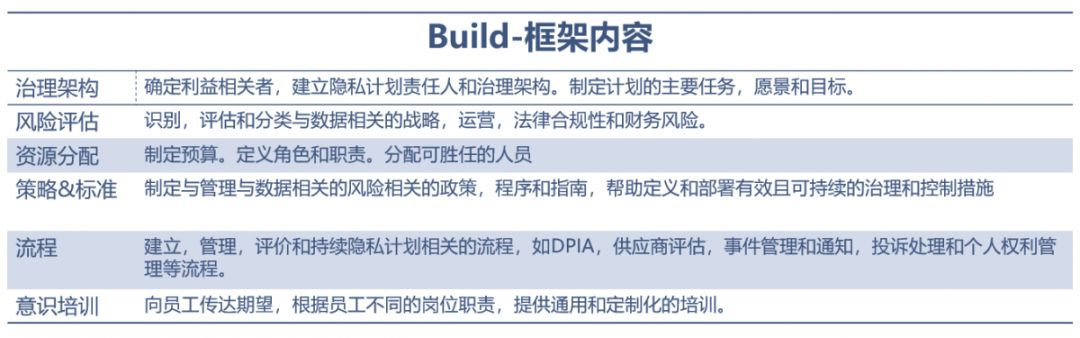 Build-框架内容
治理架构 确定利益相关者，建立隐私计划责任人和治理架构。制定计划的主要任务，愿景和目标。
风险评估 识别，评估和分类与数据相关的战略，运营，法律合规性和财务风险。
资源分配 制定预算。定义角色和职责。分配可胜任的人员
策略&标准 制定与管理与数据相关的风险相关的政策，程序和指南，帮助定义和部署有效且可持续的治理和控制措施
流程 建立，管理，评价和持续隐私计划相关的流程，如DPIA，供应商评估，事件管理和通知，投诉处理和个人权利管
理等流程。
意识培训 向员工传达期望，根据员工不同的岗位职责，提供通用和定制化的培训。